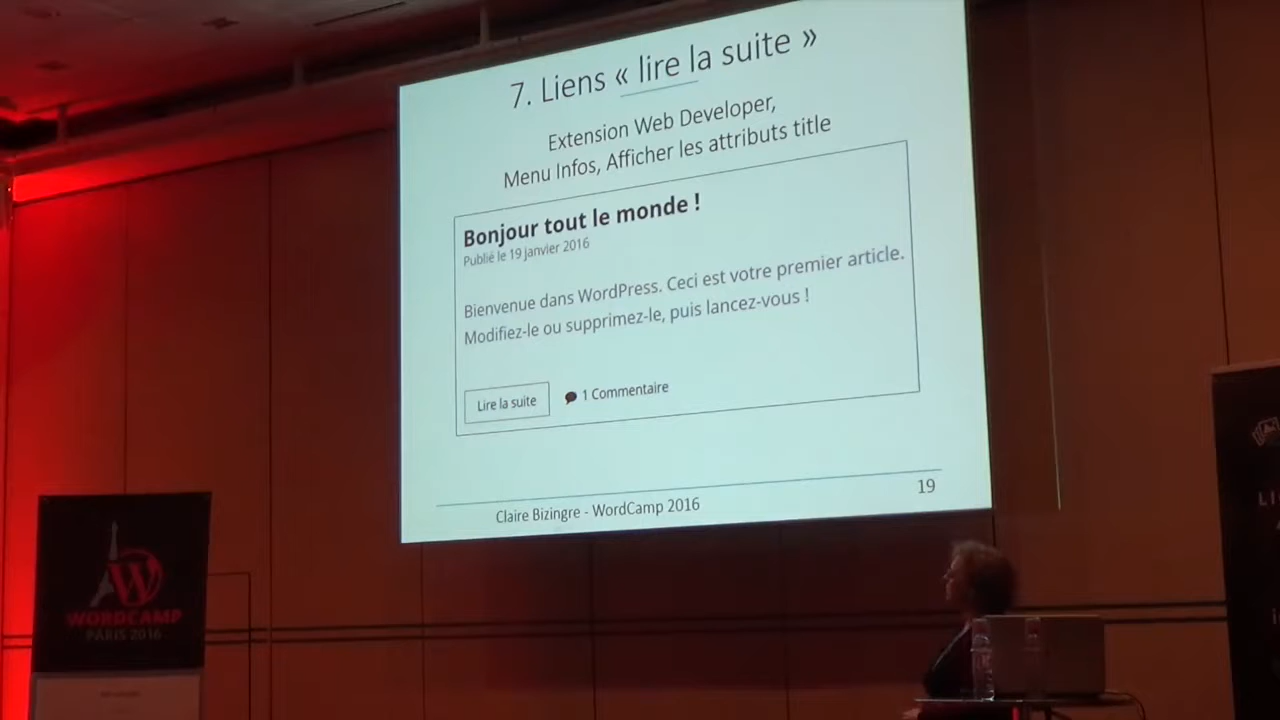 7. Liens « lire la suite »
Extension Web Developer,
Menu Infos, Afficher les attributs title
Bonjour tout le monde !
Publié le 19 janvier 2016
Bienvenue dans WordPress. Ceci est votre premier article.
Modifiez-le ou supprimez-le, puis lancez-vous !
Lire la suite
1 Commentaire
Claire Bizingre - WordCamp 2016
19
W
WORDCAMP
PARIS 2016